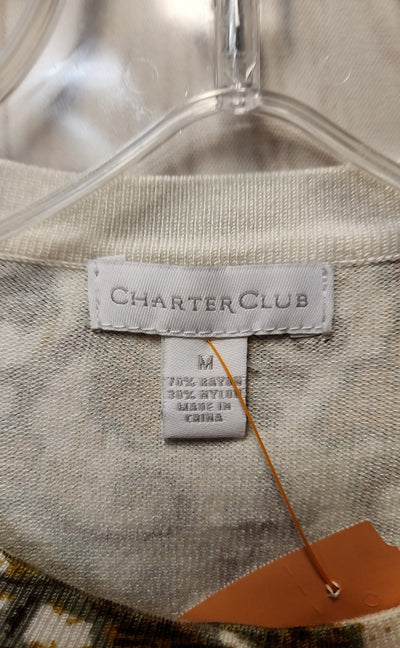 CHARTER CLUB
M
70% RAYON
30% NYLON
MADE IN
CHINA